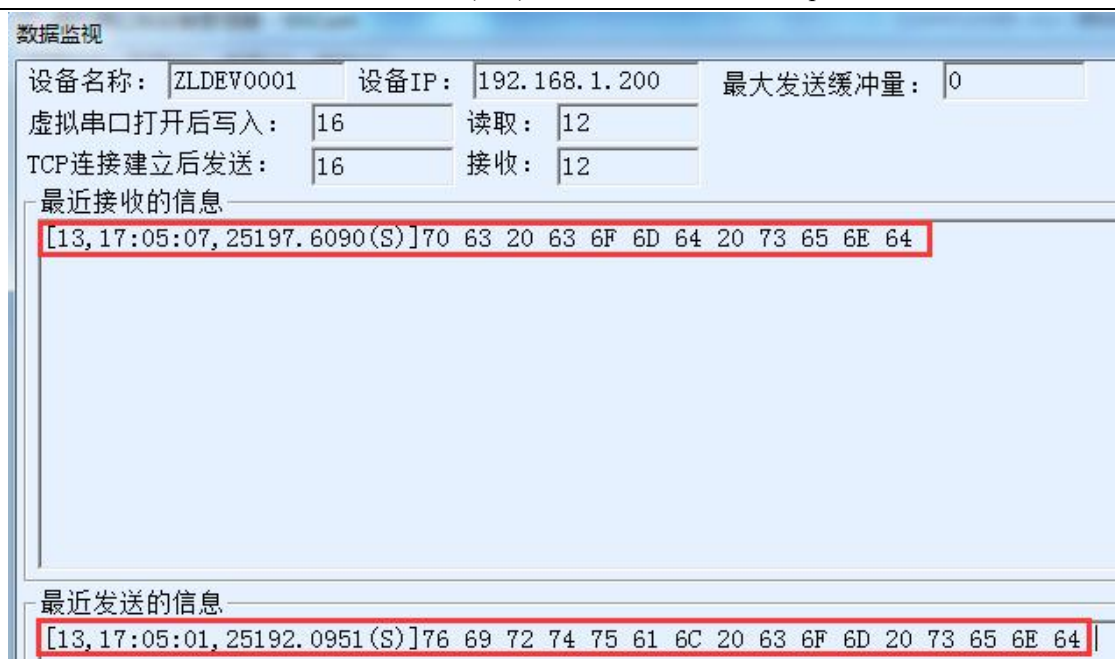 数据监视
设备名称: ZLDEV0001 设备IP: 192.168.1.200 最大发送缓冲量: 0
虚拟串口打开后写入: 16 读取: 12
TCP连接建立后发送: 16 接收: 12
最近接收的信息
[13,17:05:07,25197.6090(S)]70 63 20 63 6F 6D 64 20 73 65 6E 64
最近发送的信息
[13,17:05:01,25192.0951(S)]76 69 72 74 75 61 6C 20 63 6F 6D 20 73 65 6E 64